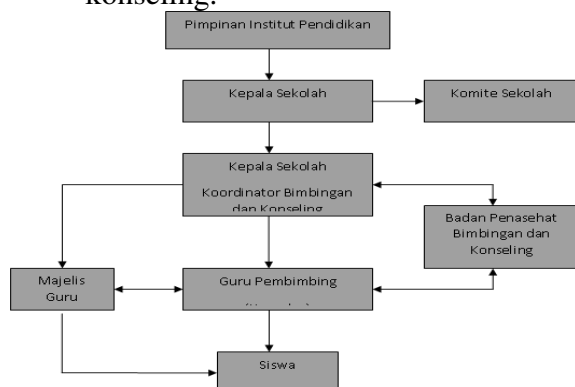 konseling.
Pimpinan Institut Pendidikan
Kepala Sekolah
Komite Sekolah
Kepala Sekolah
Koordinator Bimbingan
dan Konseling
Badan Penasehat
Bimbingan dan
Konseling
Majelis
Guru
Guru Pembimbing
Siswa